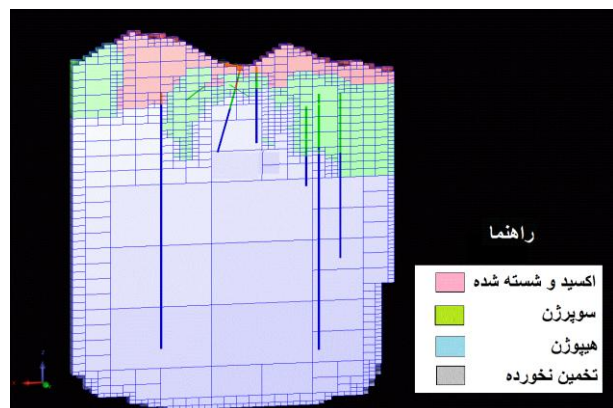 راهنما
اکسید و شسته شده
سوپرژن
هیپوژن
تخمین نخورده